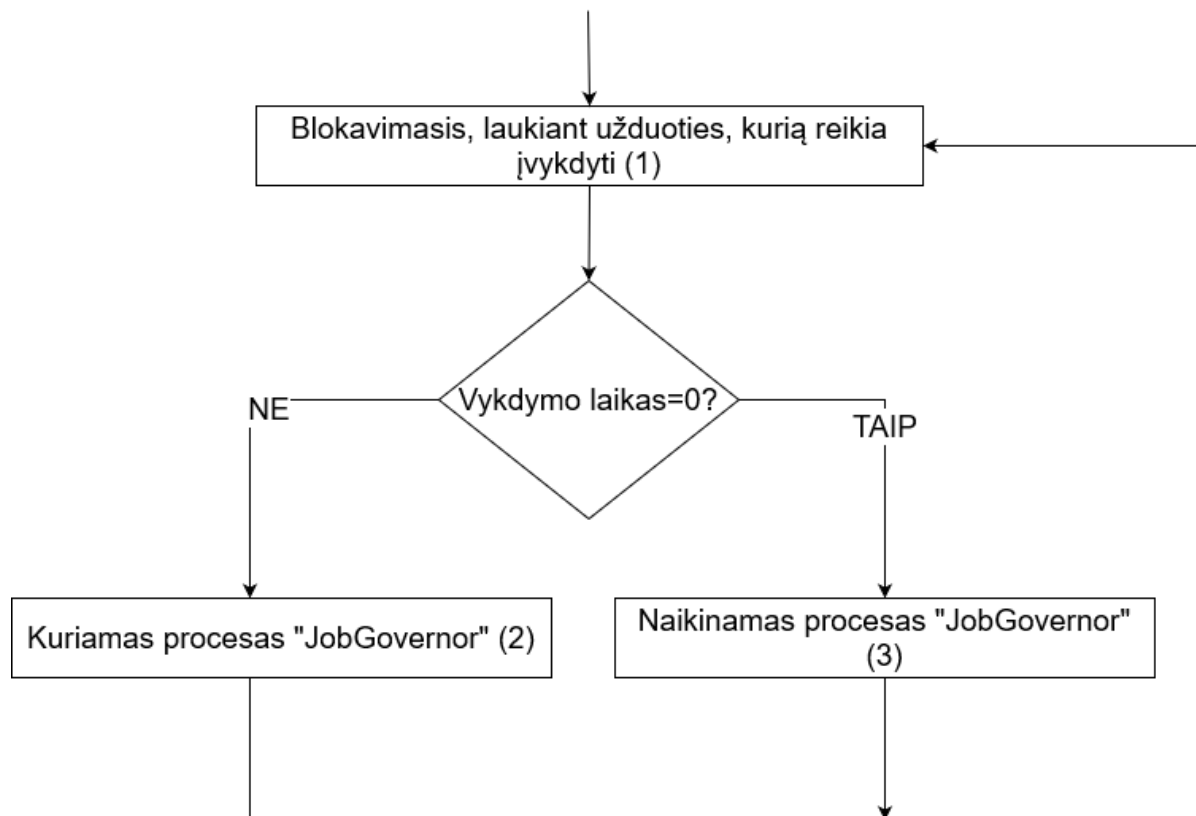 Blokavimasis, laukiant užduoties, kurią reikia
įvykdyti (1)
Vykdymo laikas=0?
NE
TAIP
Kuriamas procesas "JobGovernor" (2)
Naikinamas procesas "JobGovernor"
(3)